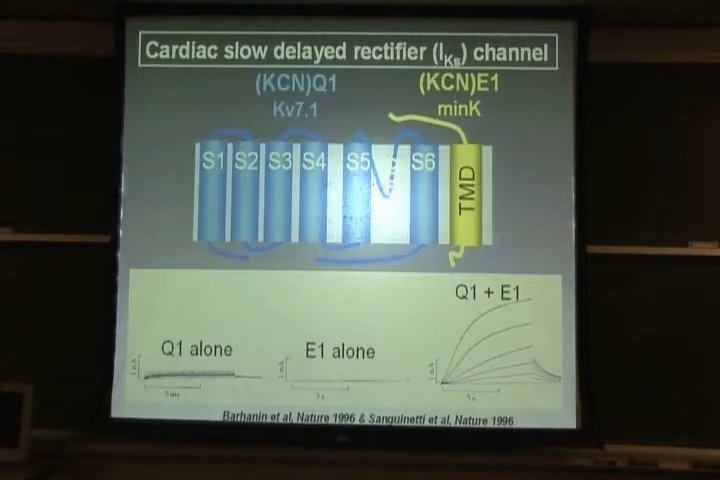 Cardiac slow delayed rectifier (IKs) channel
(KCN)Q1
Kv7.1
(KCN)E1
minK
S1 S2 S3 S4 S5 S6 TMD
Q1 alone
E1 alone
Q1 + E1
Barhanin et al, Nature 1996 & Sanguinetti et al, Nature 1996